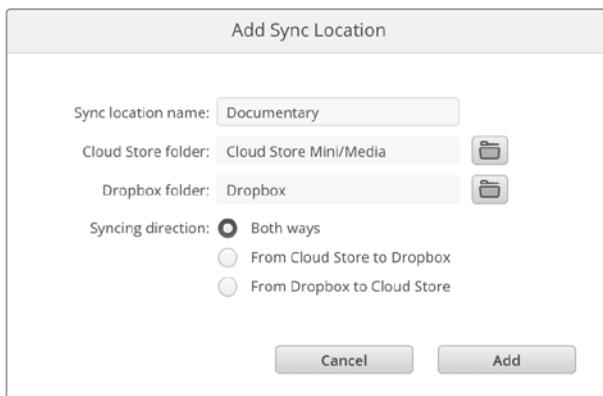 Add Sync Location
Sync location name: Documentary
Cloud Store folder: Cloud Store Mini/Media
Dropbox folder: Dropbox
Syncing direction: Both ways
From Cloud Store to Dropbox
From Dropbox to Cloud Store
Cancel Add